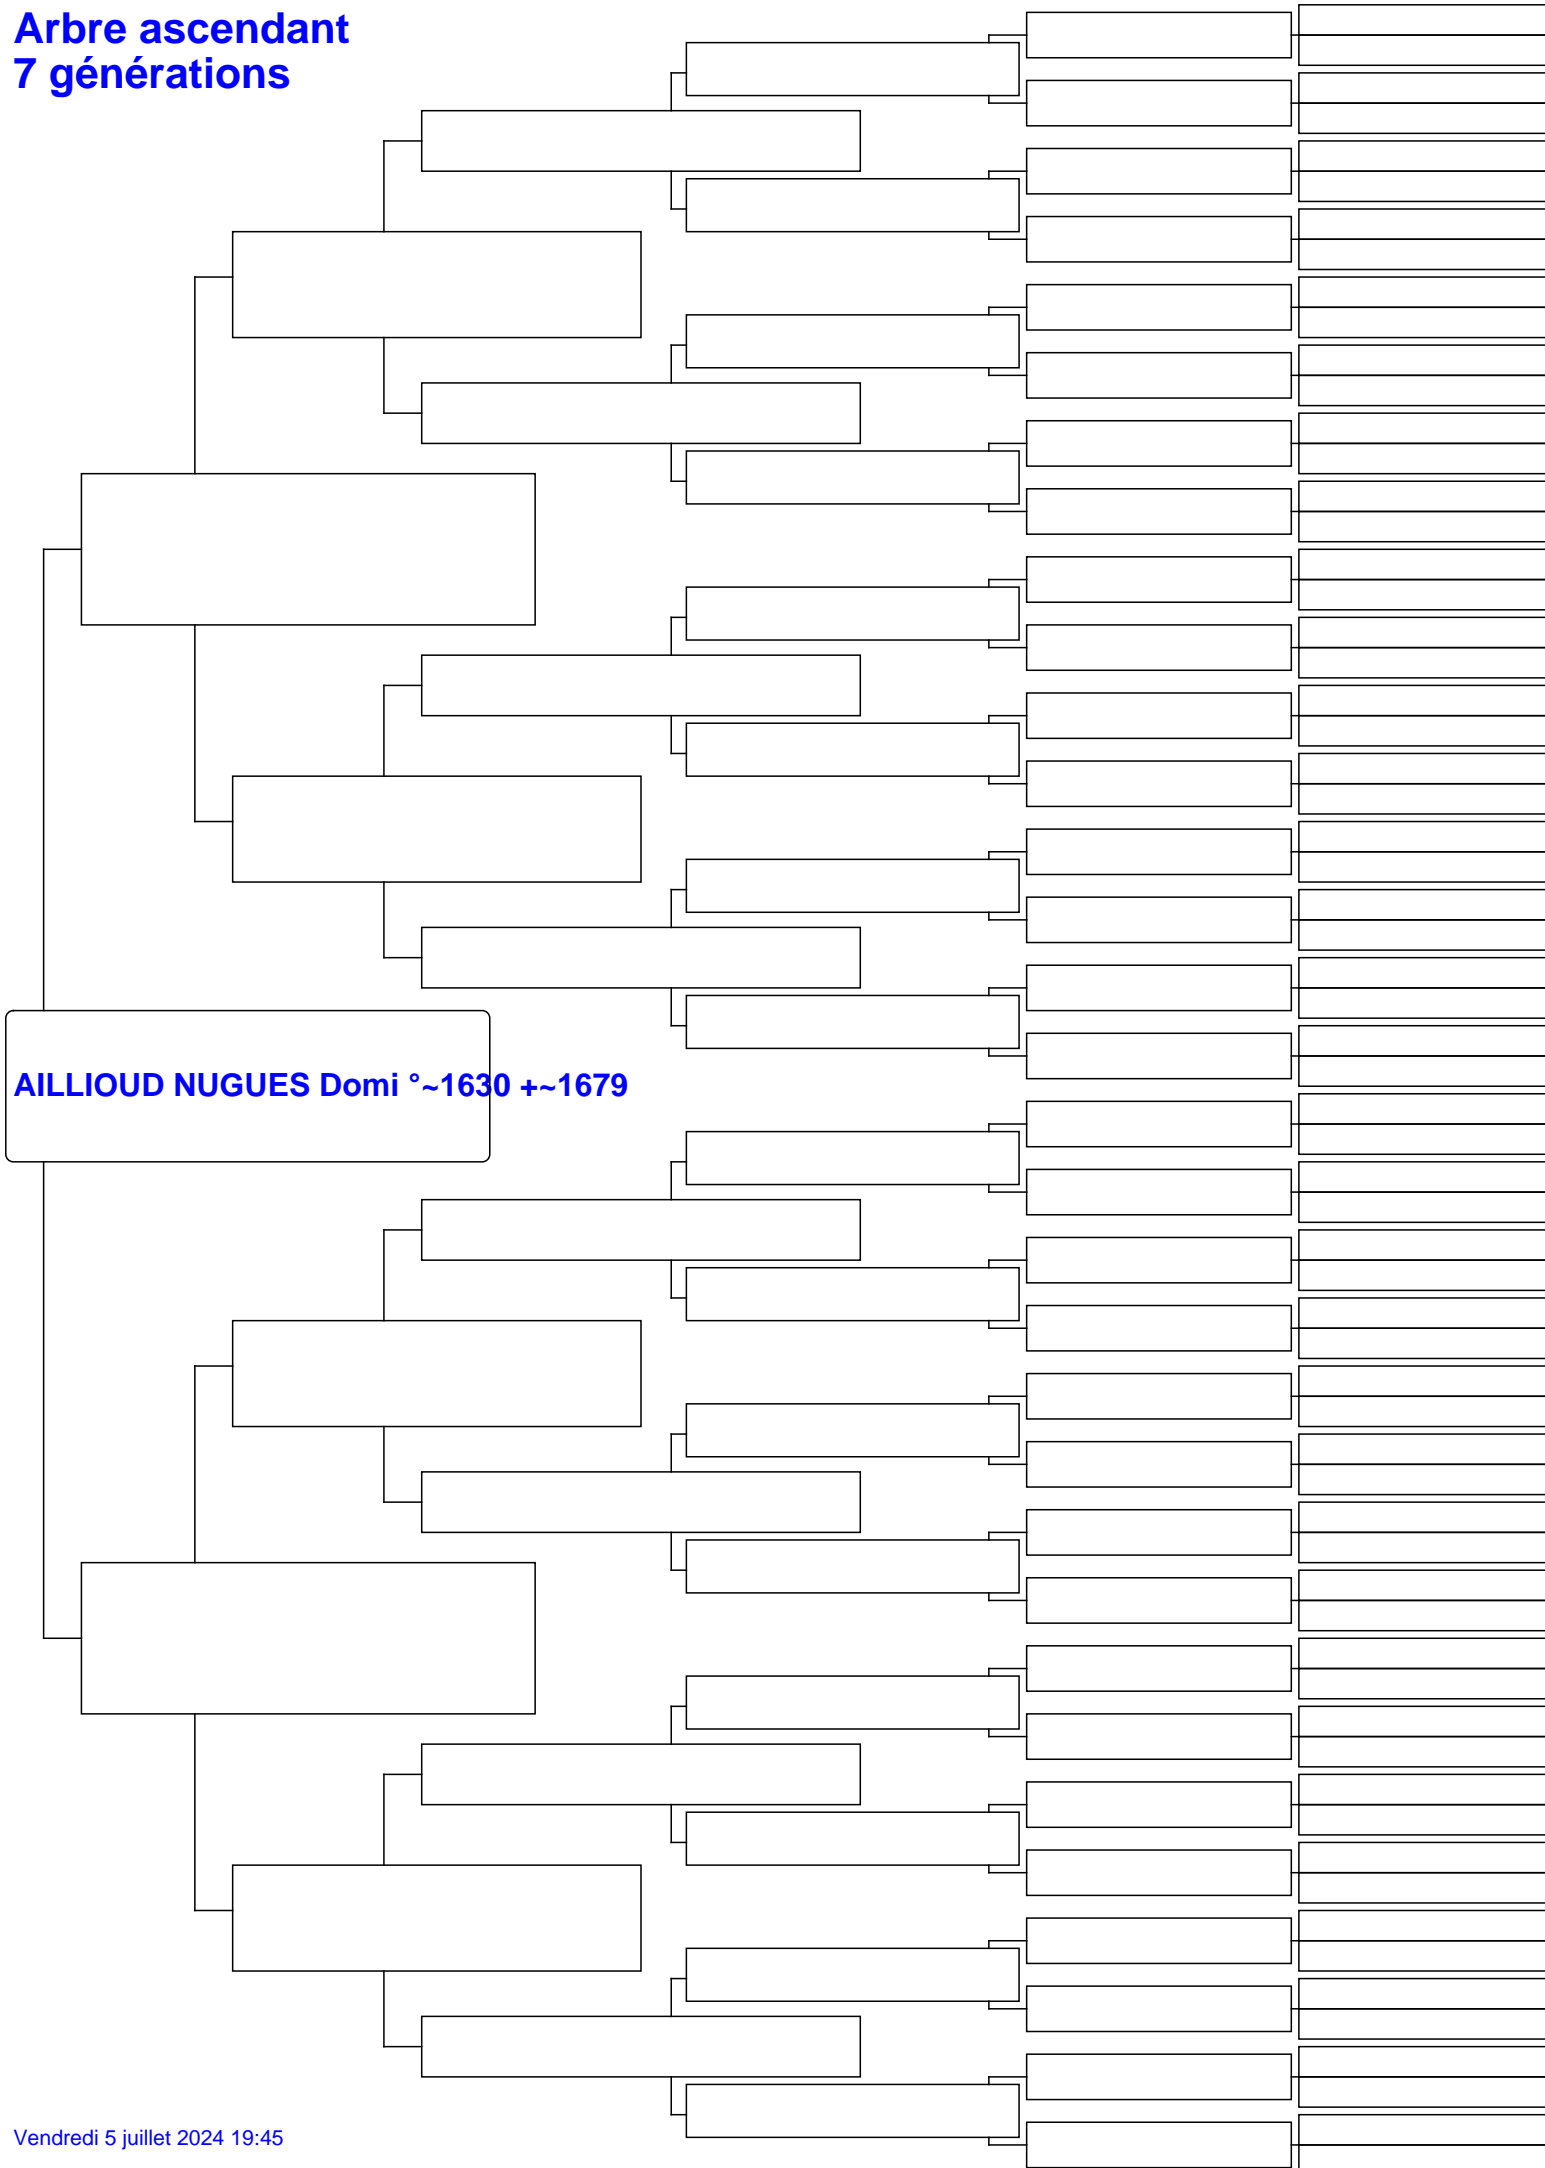 Arbre ascendant
7 générations
AILLIOUD NUGUES Domi °~1630 +~1679
Vendredi 5 juillet 2024 19:45